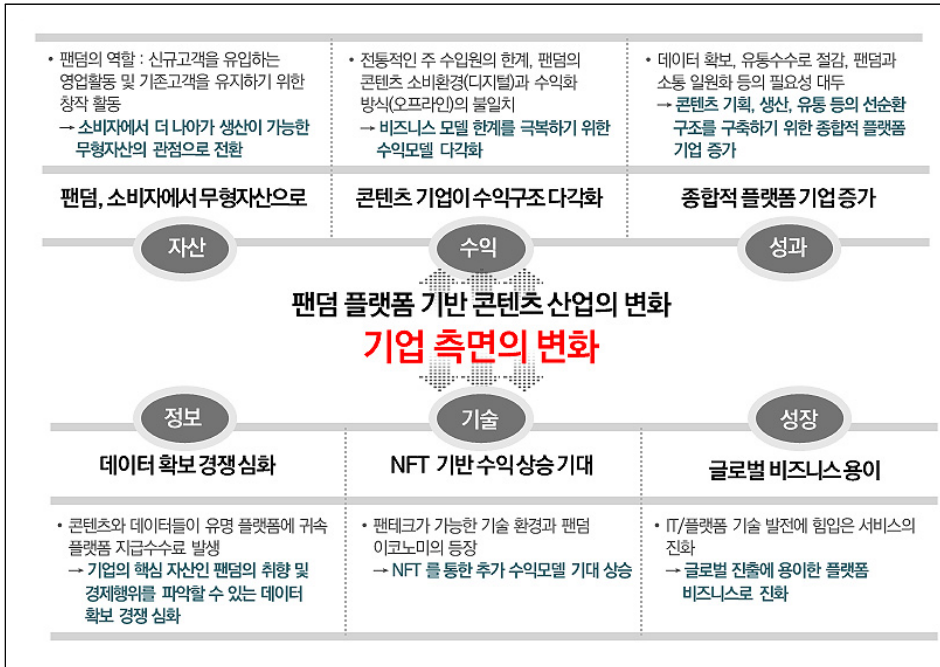 • 팬덤의 역할 : 신규고객을 유입하는
영업활동 및 기존고객을 유지하기 위한
창작 활동
→ 소비자에서 더 나아가 생산이 가능한
무형자산의 관점으로 전환
팬덤, 소비자에서 무형자산으로
자산
• 전통적인 주 수입원의 한계, 팬덤의
콘텐츠 소비환경(디지털)과 수익화
방식(오프라인)의 불일치
→ 비즈니스 모델 한계를 극복하기 위한
수익모델 다각화
콘텐츠 기업이 수익구조 다각화
수익
• 데이터 확보, 유통수수로 절감, 팬덤과
소통 일원화 등의 필요성 대두
→ 콘텐츠 기획, 생산, 유통 등의 선순환
구조를 구축하기 위한 종합적 플랫폼
기업 증가
종합적 플랫폼 기업 증가
성과
팬덤 플랫폼 기반 콘텐츠 산업의 변화
기업 측면의 변화
정보
데이터 확보 경쟁 심화
• 콘텐츠와 데이터들이 유명 플랫폼에 귀속
플랫폼 지급수수료 발생
→ 기업의 핵심 자산인 팬덤의 취향 및
경제행위를 파악할 수 있는 데이터
확보 경쟁 심화
기술
NFT 기반 수익 상승 기대
• 팬테크가 가능한 기술 환경과 팬덤
이코노미의 등장
→ NFT 를 통한 추가 수익모델 기대 상승
성장
글로벌 비즈니스 용이
• IT/플랫폼 기술 발전에 힘입은 서비스의
진화
→ 글로벌 진출에 용이한 플랫폼
비즈니스로 진화